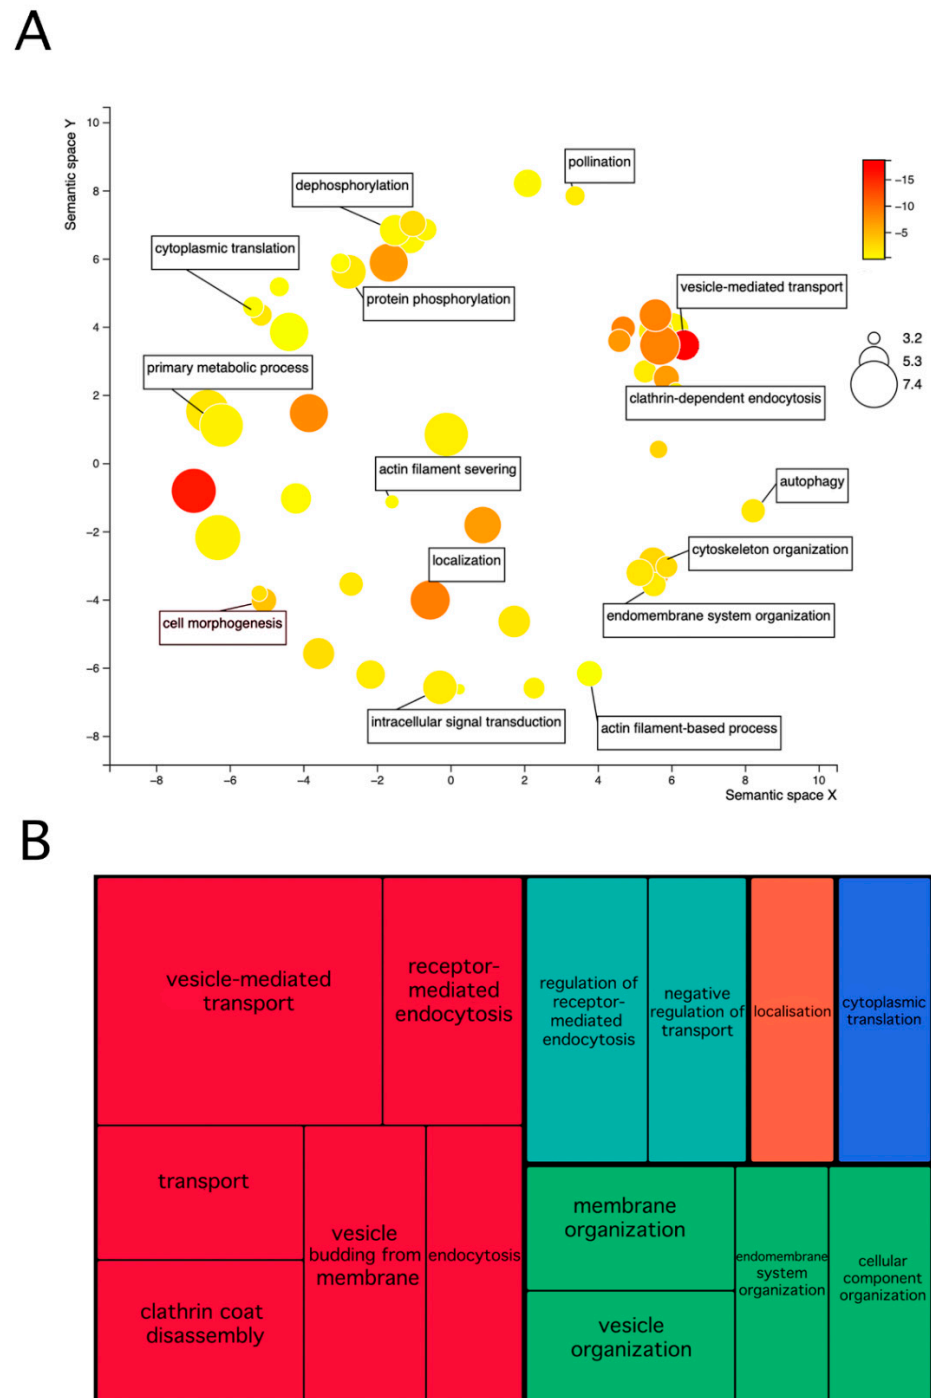 A
Semantic space Y
10
8
6
4
2
0
−2
−4
−6
−8
−8
−6
−4
−2
0
2
4
6
8
10
Semantic space X
pollination
dephosphorylation
cytoplasmic translation
protein phosphorylation
vesicle-mediated transport
primary metabolic process
clathrin-dependent endocytosis
actin filament severing
autophagy
cytoskeleton organization
localization
endomembrane system organization
cell morphogenesis
intracellular signal transduction
actin filament-based process
−15
−10
−5
3.2
5.3
7.4
B
vesicle-mediated
transport
receptor-
mediated
endocytosis
transport
clathrin coat
disassembly
vesicle
budding from
membrane
endocytosis
regulation of
receptor-
mediated
endocytosis
negative
regulation of
transport
localisation
cytoplasmic
translation
membrane
organization
vesicle
organization
endomembrane
system
organization
cellular
component
organization